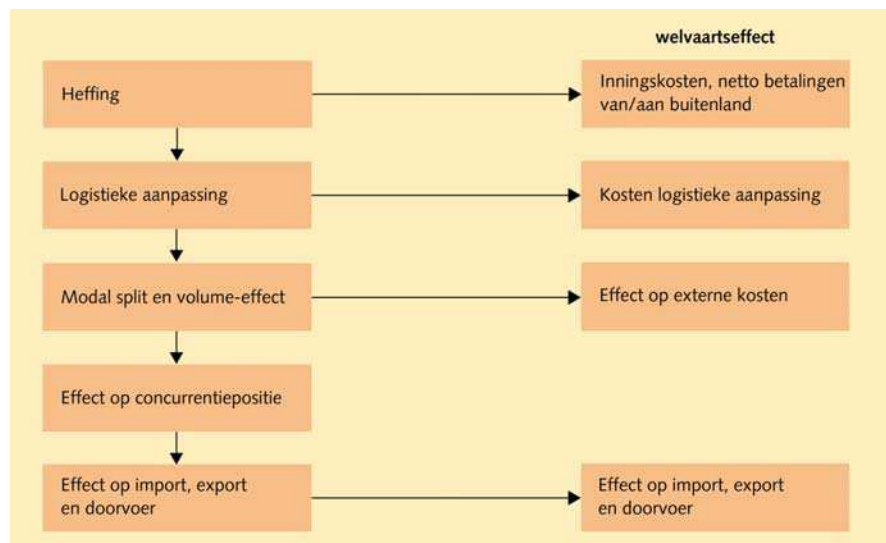 welvaartseffect
Heffing
Inningskosten, netto betalingen
van/aan buitenland
Logistieke aanpassing
Kosten logistieke aanpassing
Modal split en volume-effect
Effect op externe kosten
Effect op concurrentiepositie
Effect op import, export
en doorvoer
Effect op import, export
en doorvoer